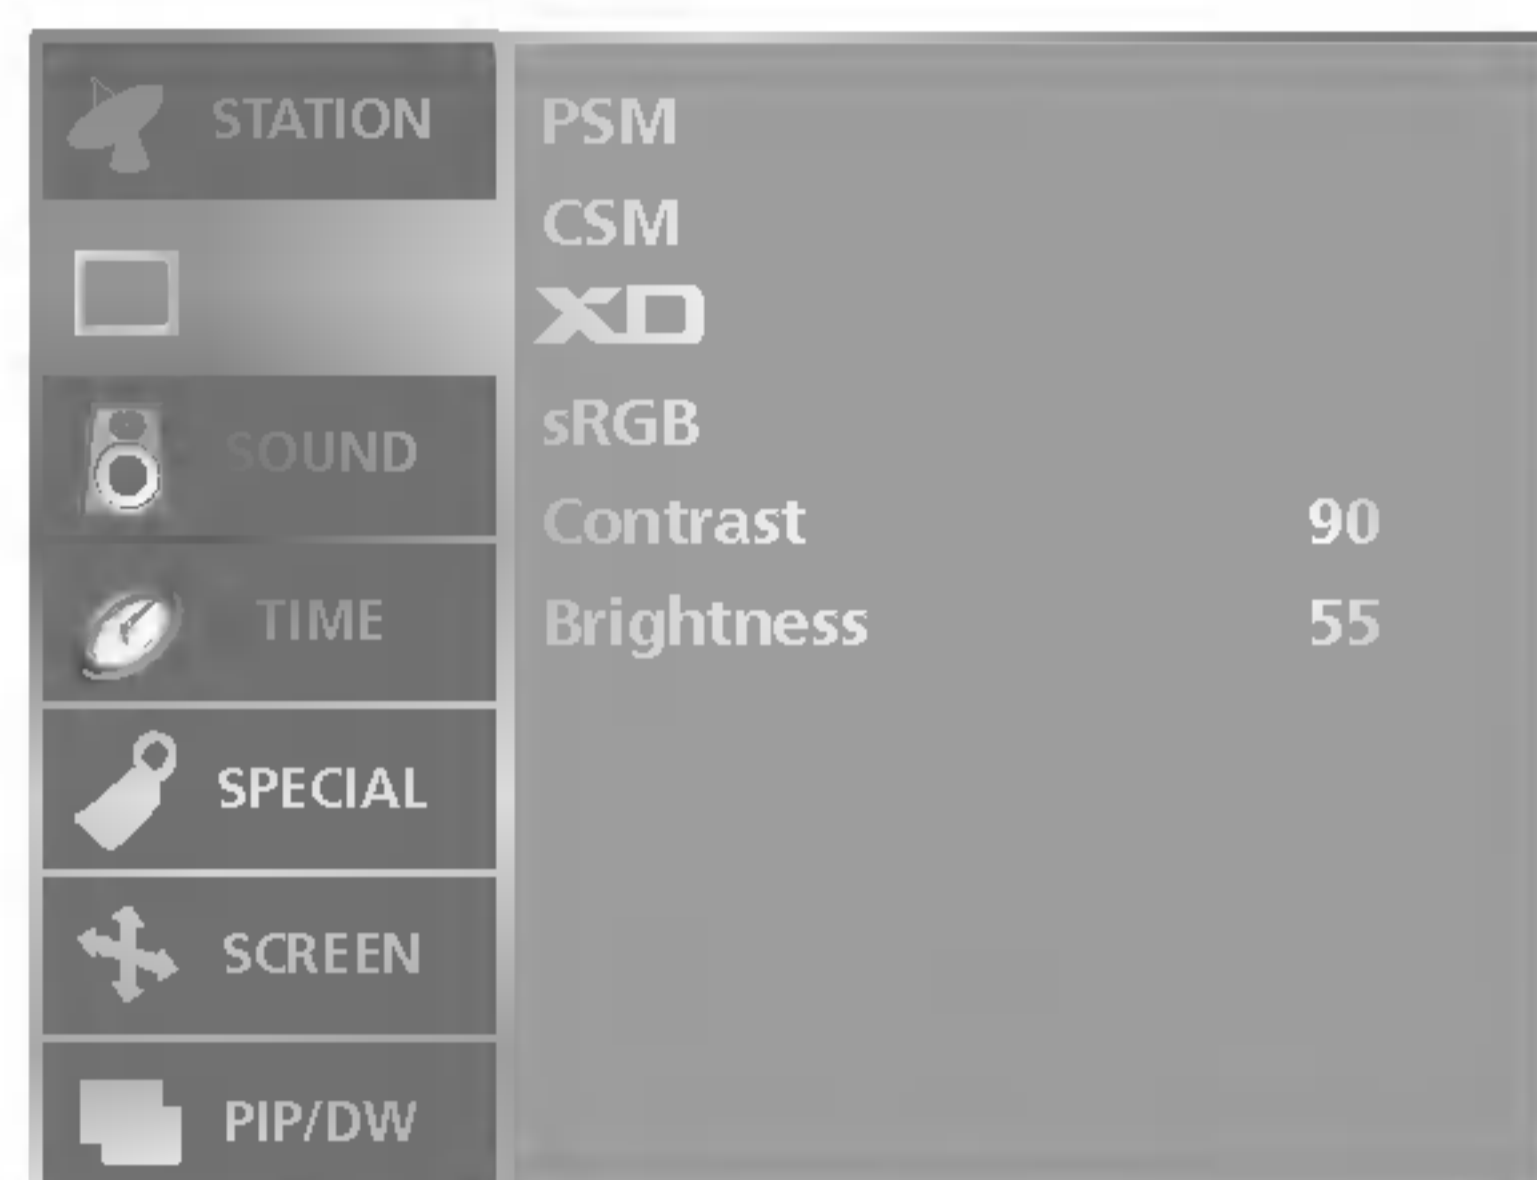 STATION
SOUND
TIME
SPECIAL
SCREEN
PIP/DW
PSM
CSM
XD
sRGB
Contrast 90
Brightness 55